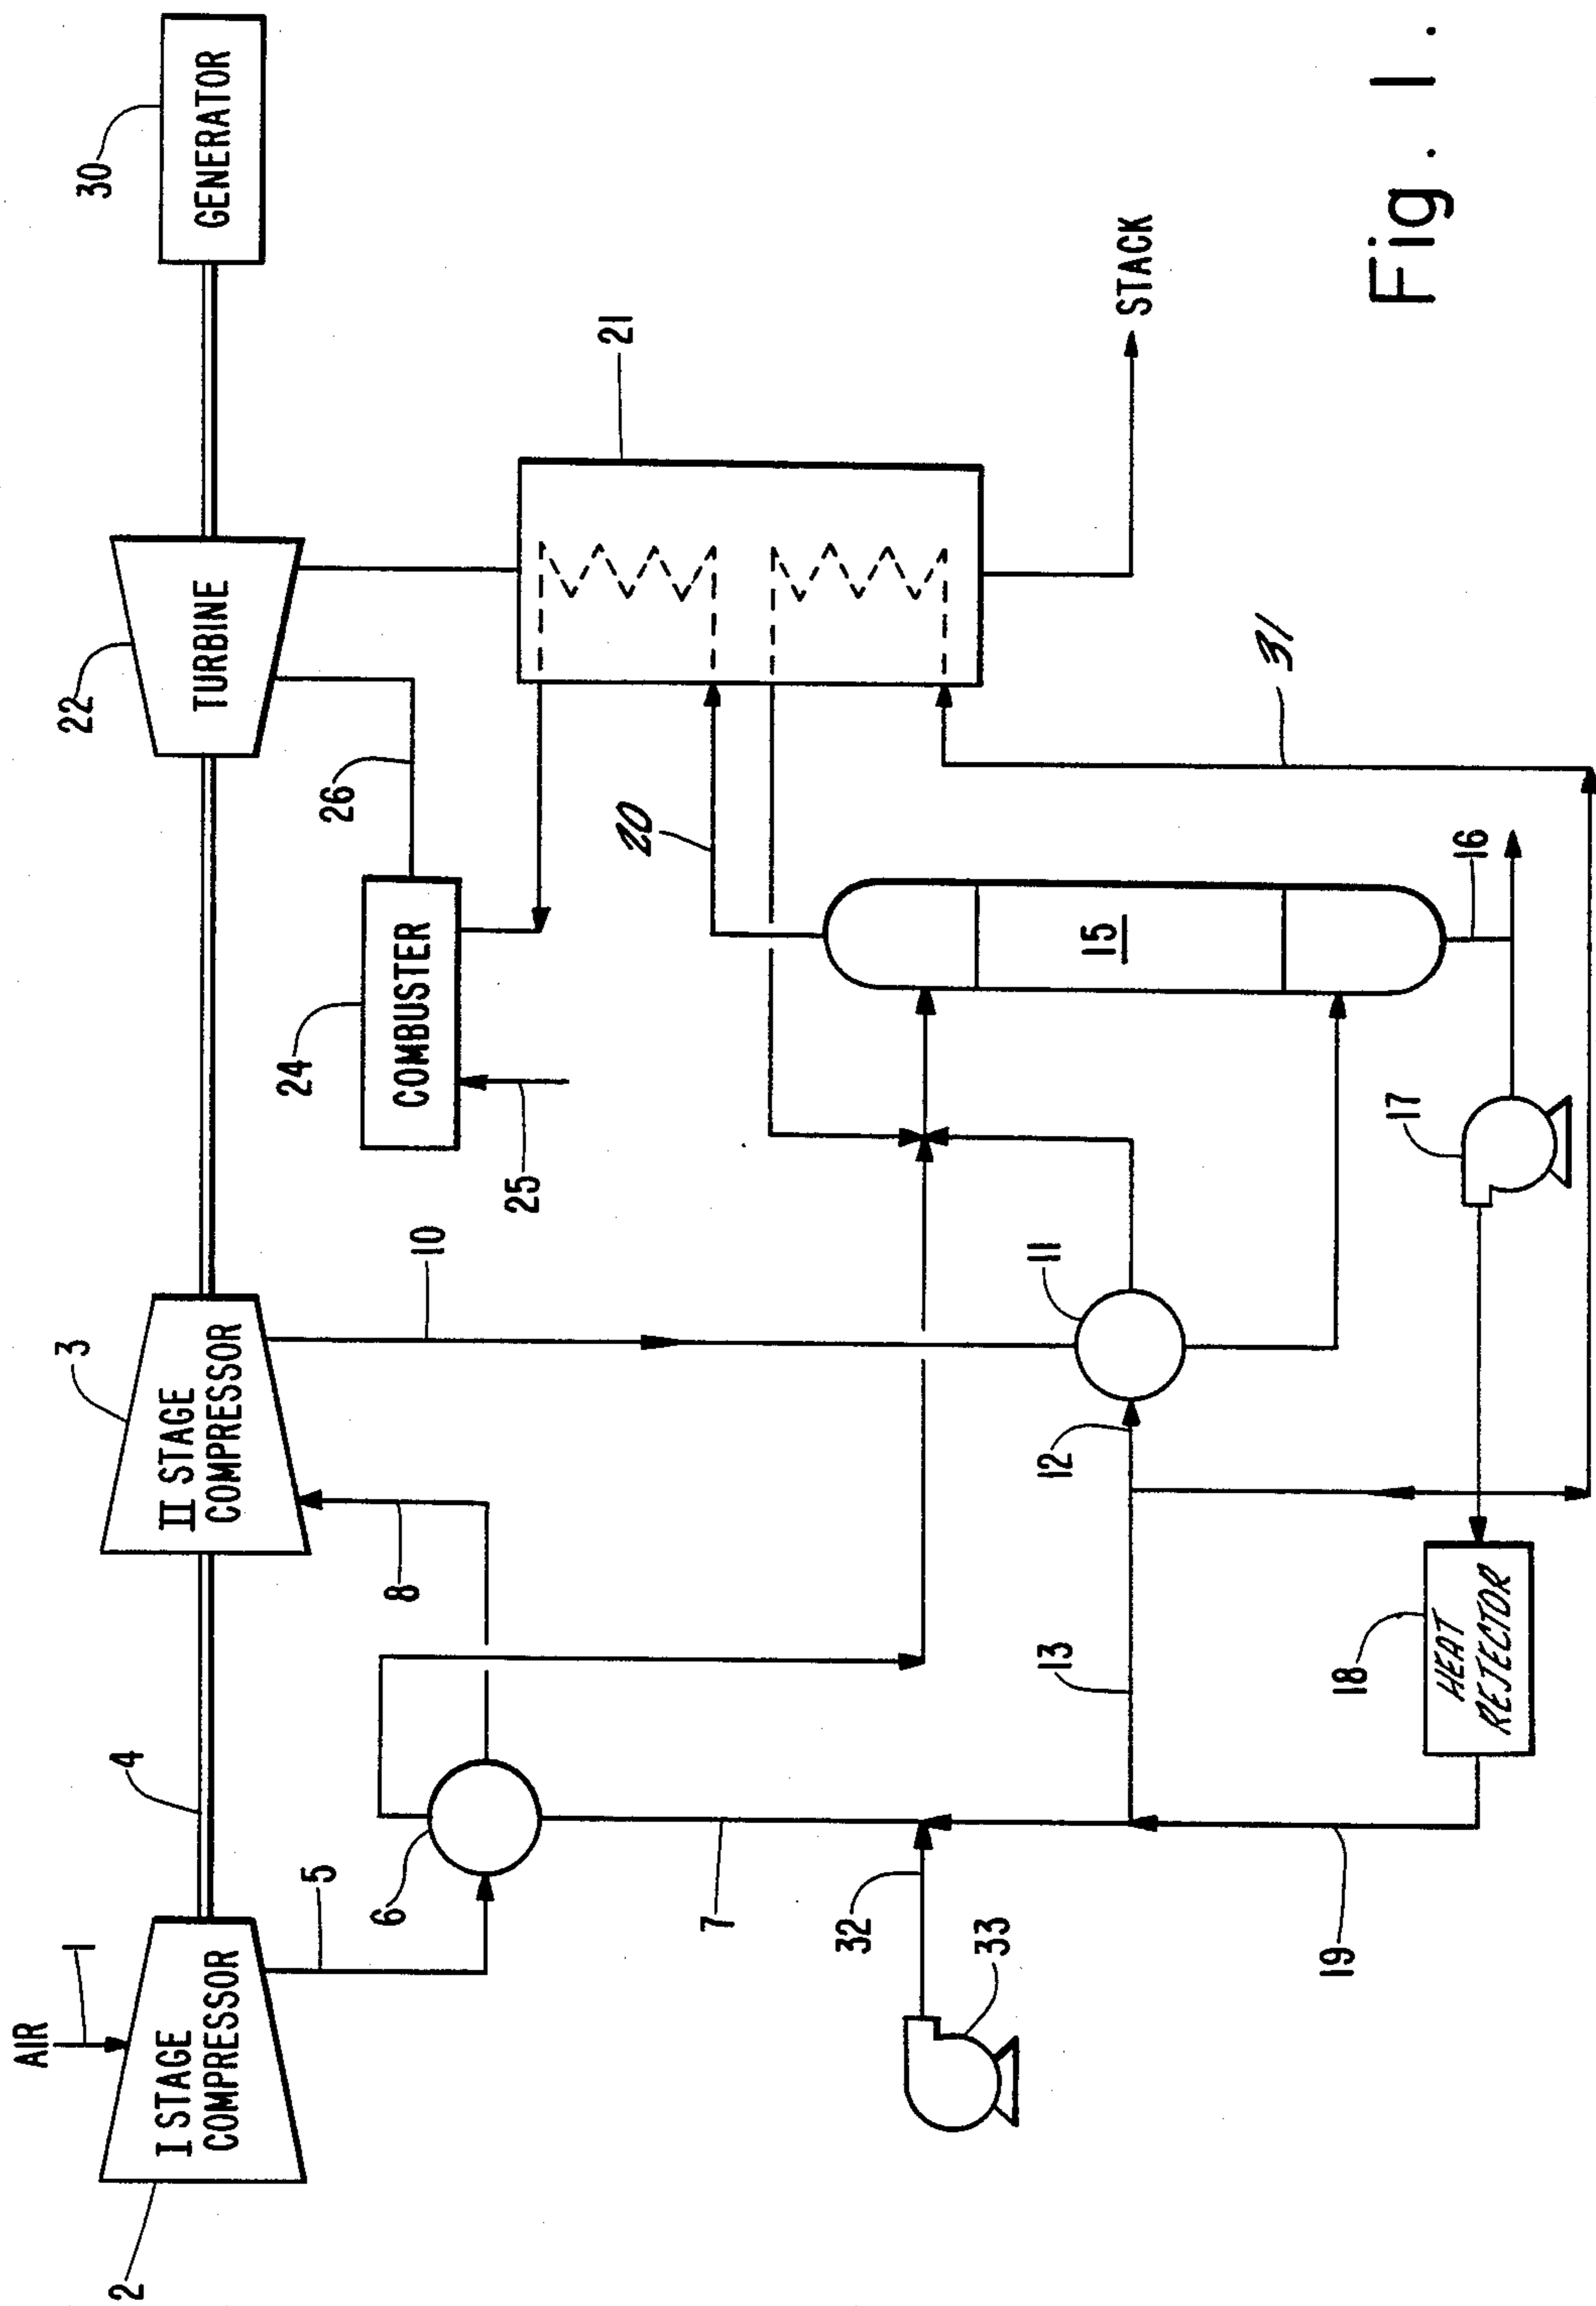 AIR
1
2
I STAGE
COMPRESSOR
4
3
II STAGE
COMPRESSOR
22
TURBINE
30
GENERATOR
5
6
8
10
24
COMBUSTER
25
26
20
21
7
32
33
13
12
11
15
31
STACK
19
18
HEAT
REJECTOR
17
16
Fig. 1.